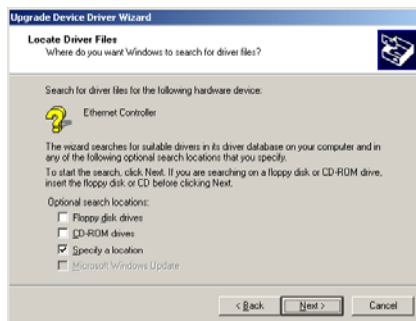 Upgrade Device Driver Wizard
Locate Driver Files
Where do you want Windows to search for driver files?
Search for driver files for the following hardware device:
Ethernet Controller
The wizard searches for suitable drivers in its driver database on your computer and in
any of the following optional search locations that you specify.
To start the search, click Next. If you are searching on a floppy disk or CD-ROM drive,
insert the floppy disk or CD before clicking Next.
Optional search locations:
Floppy disk drives
CD-ROM drives
Specify a location
Microsoft Windows Update
< Back
Next >
Cancel